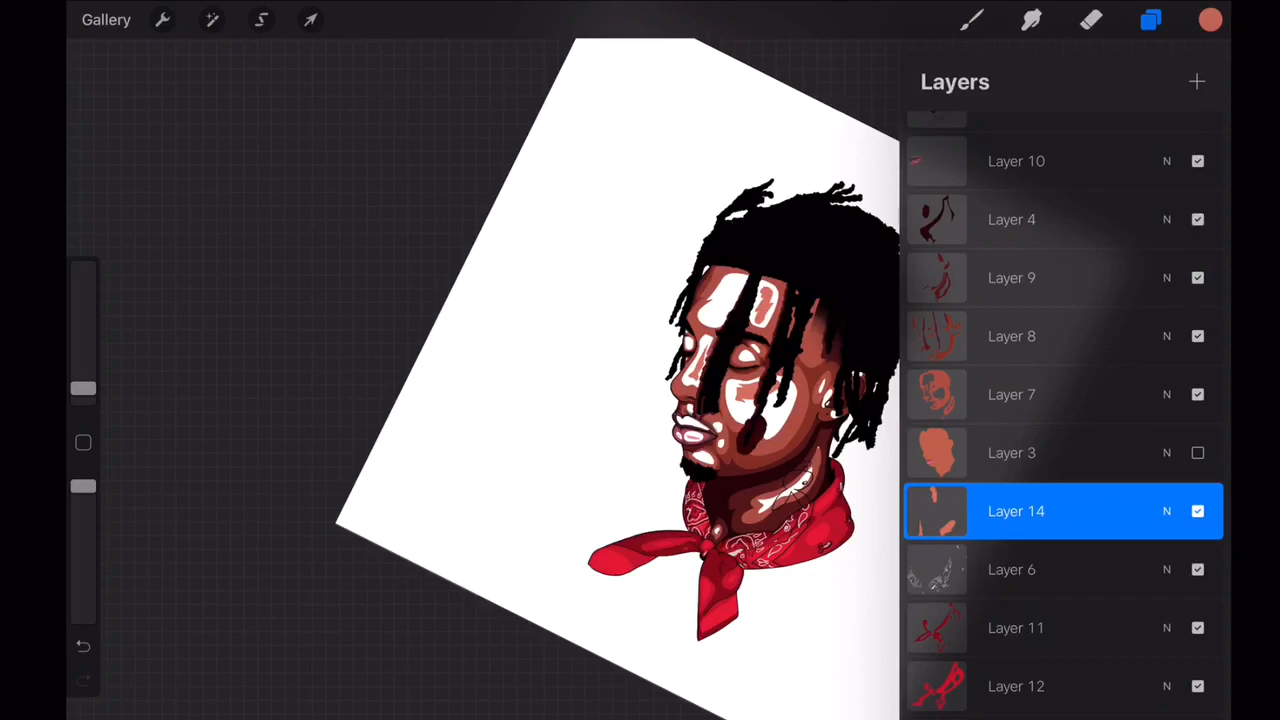 Gallery
Layers
Layer 10 N
Layer 4 N
Layer 9 N
Layer 8 N
Layer 7 N
Layer 3 N
Layer 14 N
Layer 6 N
Layer 11 N
Layer 12 N